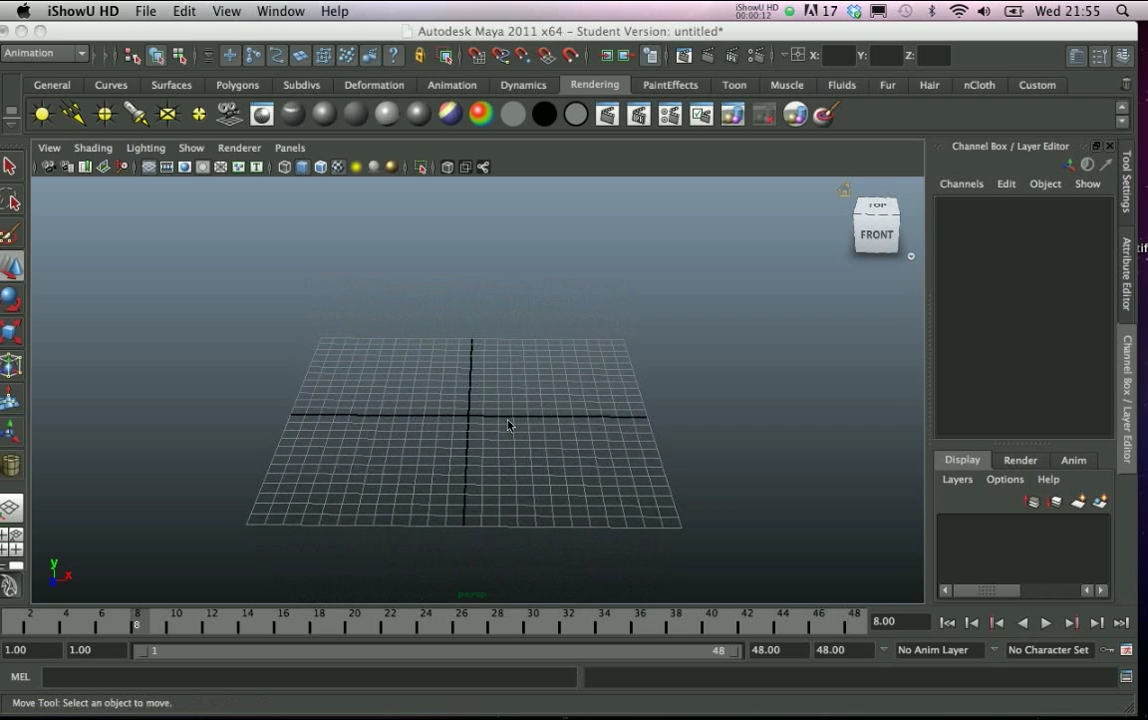 iShowU HD File Edit View Window Help iShowU HD 00:00:12 17 Wed 21:55
Autodesk Maya 2011 x64 – Student Version: untitled*
Animation X: Y: Z:
General Curves Surfaces Polygons Subdivs Deformation Animation Dynamics Rendering PaintEffects Toon Muscle Fluids Fur Hair nCloth Custom
View Shading Lighting Show Renderer Panels
Channel Box / Layer Editor
Channels Edit Object Show
Tool Settings
Attribute Editor
Channel Box / Layer Editor
TOP
FRONT
Display Render Anim
Layers Options Help
y
x
persp
2 4 6 8 10 12 14 16 18 20 22 24 26 28 30 32 34 36 38 40 42 44 46 48
8 8.00
1.00 1.00 1 48 48.00 48.00 No Anim Layer No Character Set
MEL
Move Tool: Select an object to move.